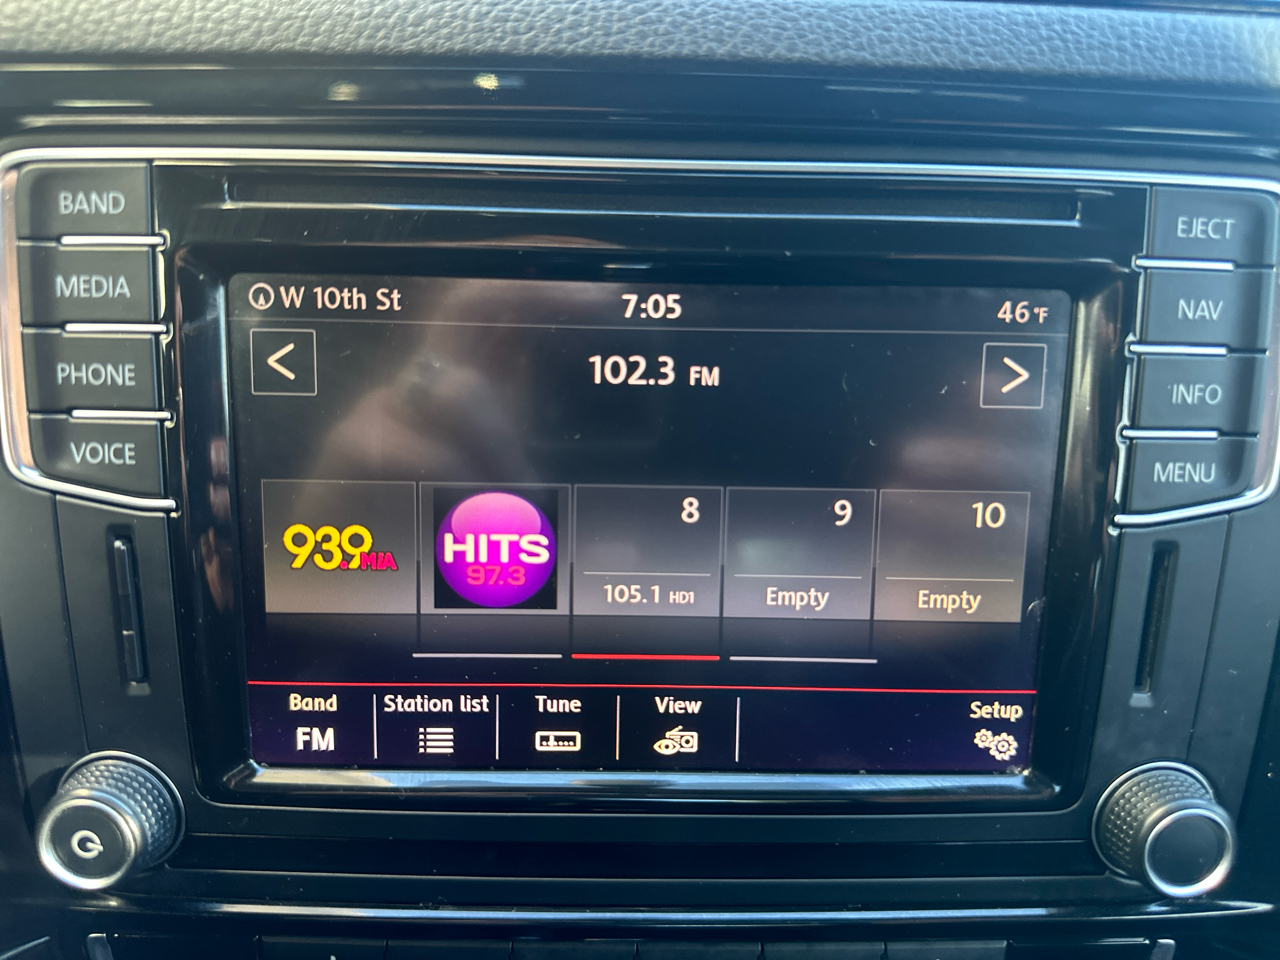 BAND
MEDIA
PHONE
VOICE
EJECT
NAV
INFO
MENU
W 10th St
7:05
46°F
<
102.3 FM
>
93.9 MIA
HITS
97.3
8
105.1 HD1
9
Empty
10
Empty
Band
FM
Station list
Tune
View
Setup